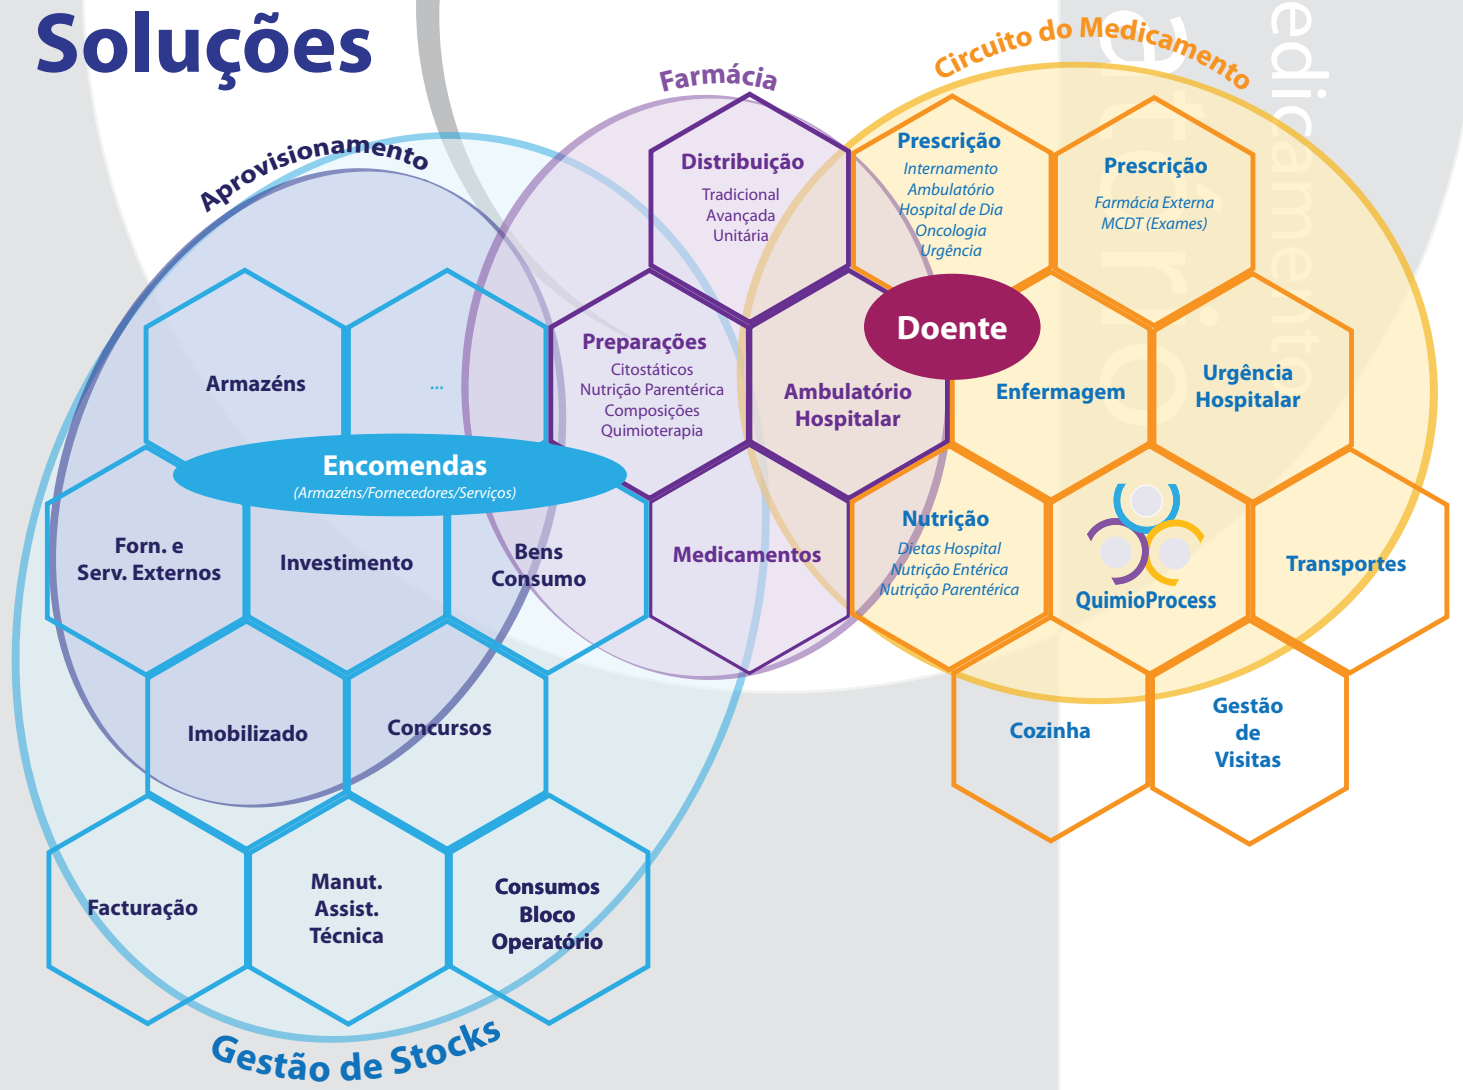 Soluções
Aprovisionamento
Farmácia
Circuito do Medicamento
Distribuição
Tradicional
Avançada
Unitária
Prescrição
Internamento
Ambulatório
Hospital de Dia
Oncologia
Urgência
Prescrição
Farmácia Externa
MCDT (Exames)
Doente
Armazéns
...
Preparações
Citostáticos
Nutrição Parentérica
Composições
Quimioterapia
Ambulatório
Hospitalar
Enfermagem
Urgência
Hospitalar
Encomendas
(Armazéns/Fornecedores/Serviços)
Forn. e
Serv. Externos
Investimento
Bens
Consumo
Medicamentos
Nutrição
Dietas Hospital
Nutrição Entérica
Nutrição Parentérica
QuimioProcess
Transportes
Imobilizado
Concursos
Cozinha
Gestão
de
Visitas
Facturação
Manut.
Assist.
Técnica
Consumos
Bloco
Operatório
Gestão de Stocks
edicamento
atório